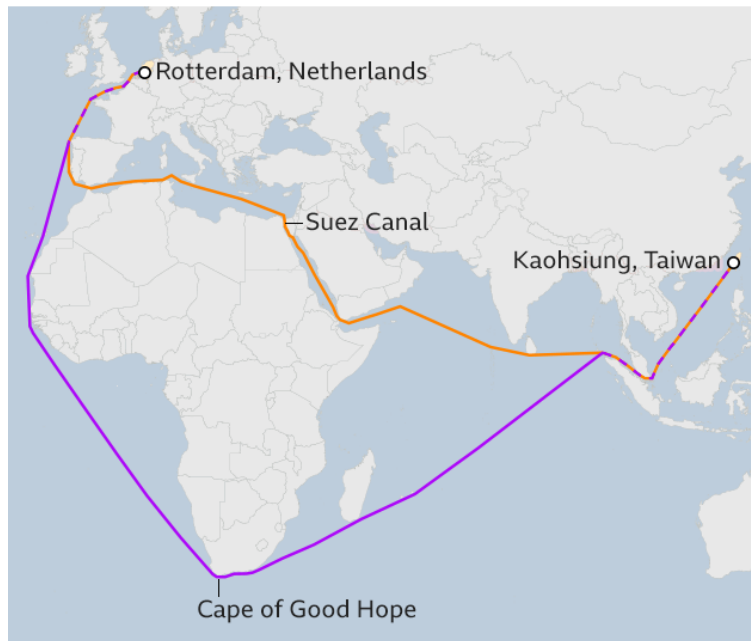 Rotterdam, Netherlands
Suez Canal
Kaohsiung, Taiwan
Cape of Good Hope